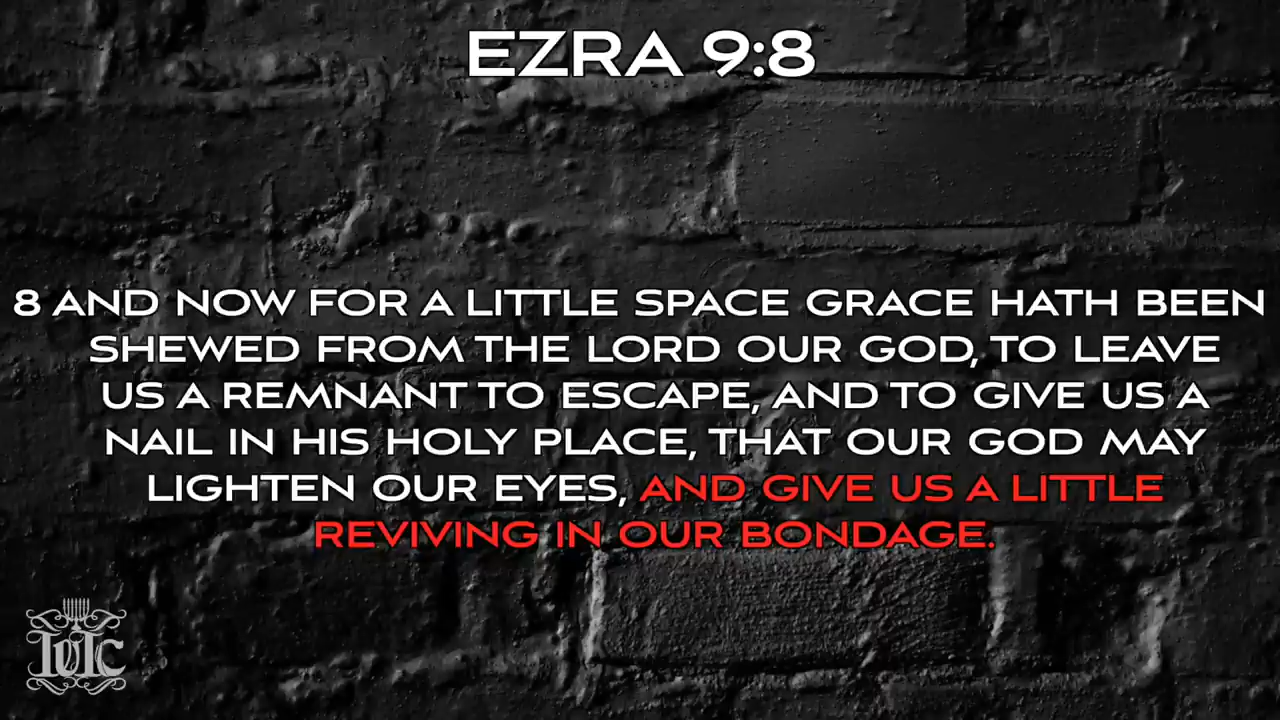 EZRA 9:8
8 AND NOW FOR A LITTLE SPACE GRACE HATH BEEN
SHEWED FROM THE LORD OUR GOD, TO LEAVE
US A REMNANT TO ESCAPE, AND TO GIVE US A
NAIL IN HIS HOLY PLACE, THAT OUR GOD MAY
LIGHTEN OUR EYES, AND GIVE US A LITTLE
REVIVING IN OUR BONDAGE.
IUIC